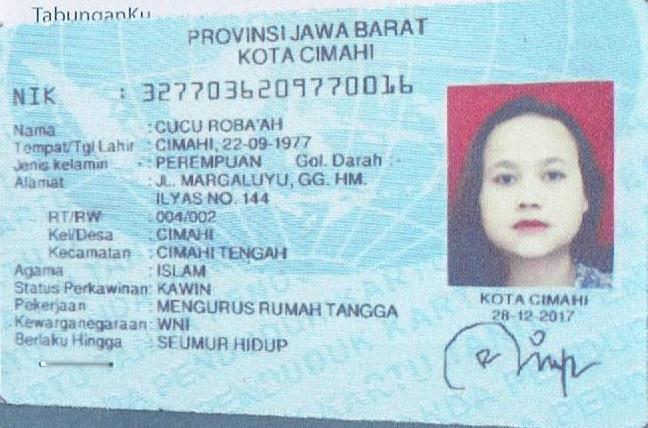 TabunganKu
PROVINSI JAWA BARAT
KOTA CIMAHI
NIK : 3277036209770016
Nama : CUCU ROBA'AH
Tempat/Tgl Lahir : CIMAHI, 22-09-1977
Jenis kelamin : PEREMPUAN Gol. Darah :-
Alamat : JL. MARGALUYU, GG. HM.
ILYAS NO. 144
RT/RW : 004/002
Kel/Desa : CIMAHI
Kecamatan : CIMAHI TENGAH
Agama : ISLAM
Status Perkawinan: KAWIN
Pekerjaan : MENGURUS RUMAH TANGGA
Kewarganegaraan: WNI
Berlaku Hingga : SEUMUR HIDUP
KOTA CIMAHI
28-12-2017